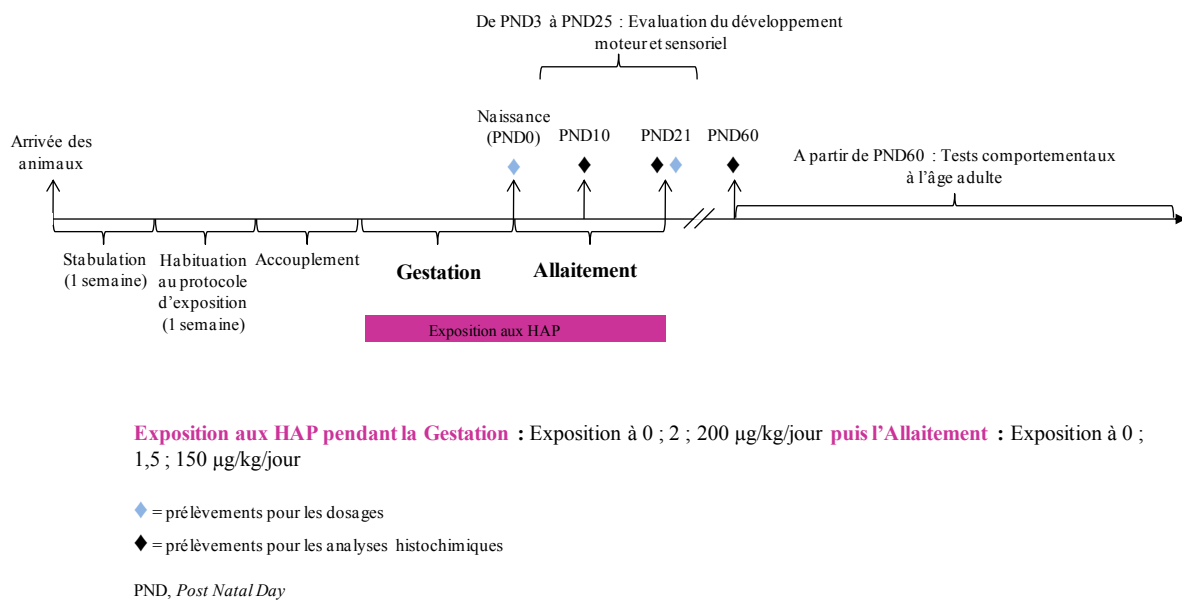 De PND3 à PND25 : Evaluation du développement
moteur et sensoriel
Naissance
(PND0)
PND10
PND21
PND60
Arrivée des
animaux
A partir de PND60 : Tests comportementaux
à l'âge adulte
Stabulation
(1 semaine)
Habituation
au protocole
d'exposition
(1 semaine)
Accouplement
Gestation
Allaitement
Exposition aux HAP
Exposition aux HAP pendant la Gestation : Exposition à 0 ; 2 ; 200 μg/kg/jour puis l'Allaitement : Exposition à 0 ;
1,5 ; 150 μg/kg/jour
= prélèvements pour les dosages
= prélèvements pour les analyses histochimiques
PND, Post Natal Day